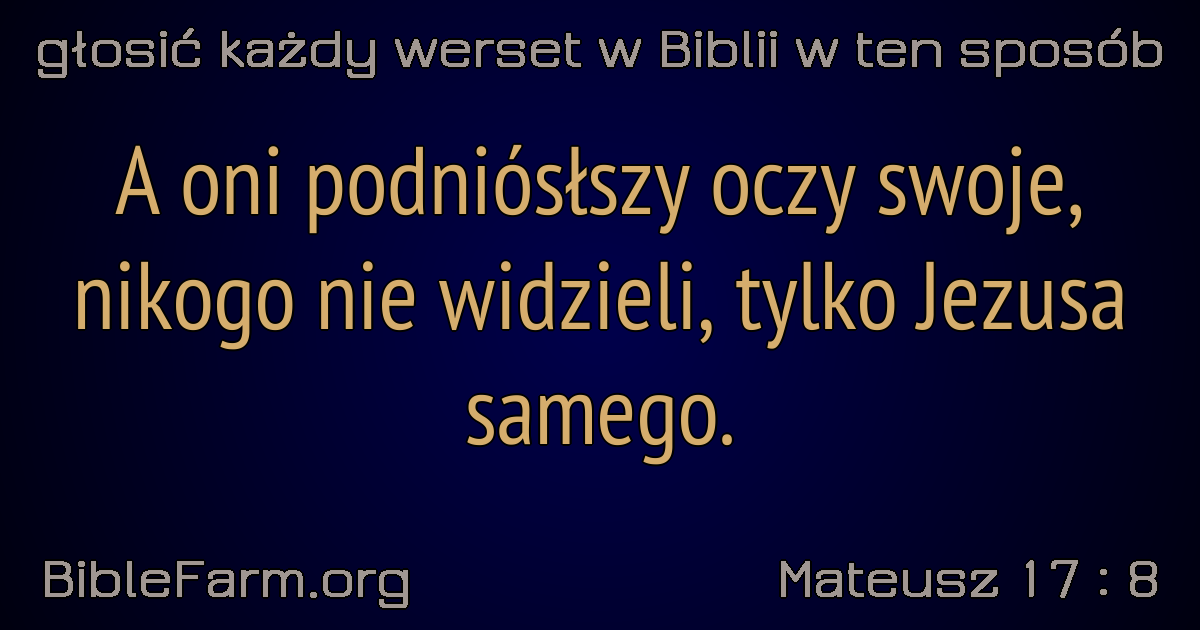 głosić każdy werset w Biblii w ten sposób
A oni podniósłszy oczy swoje,
nikogo nie widzieli, tylko Jezusa
samego.
BibleFarm.org
Mateusz 17 : 8